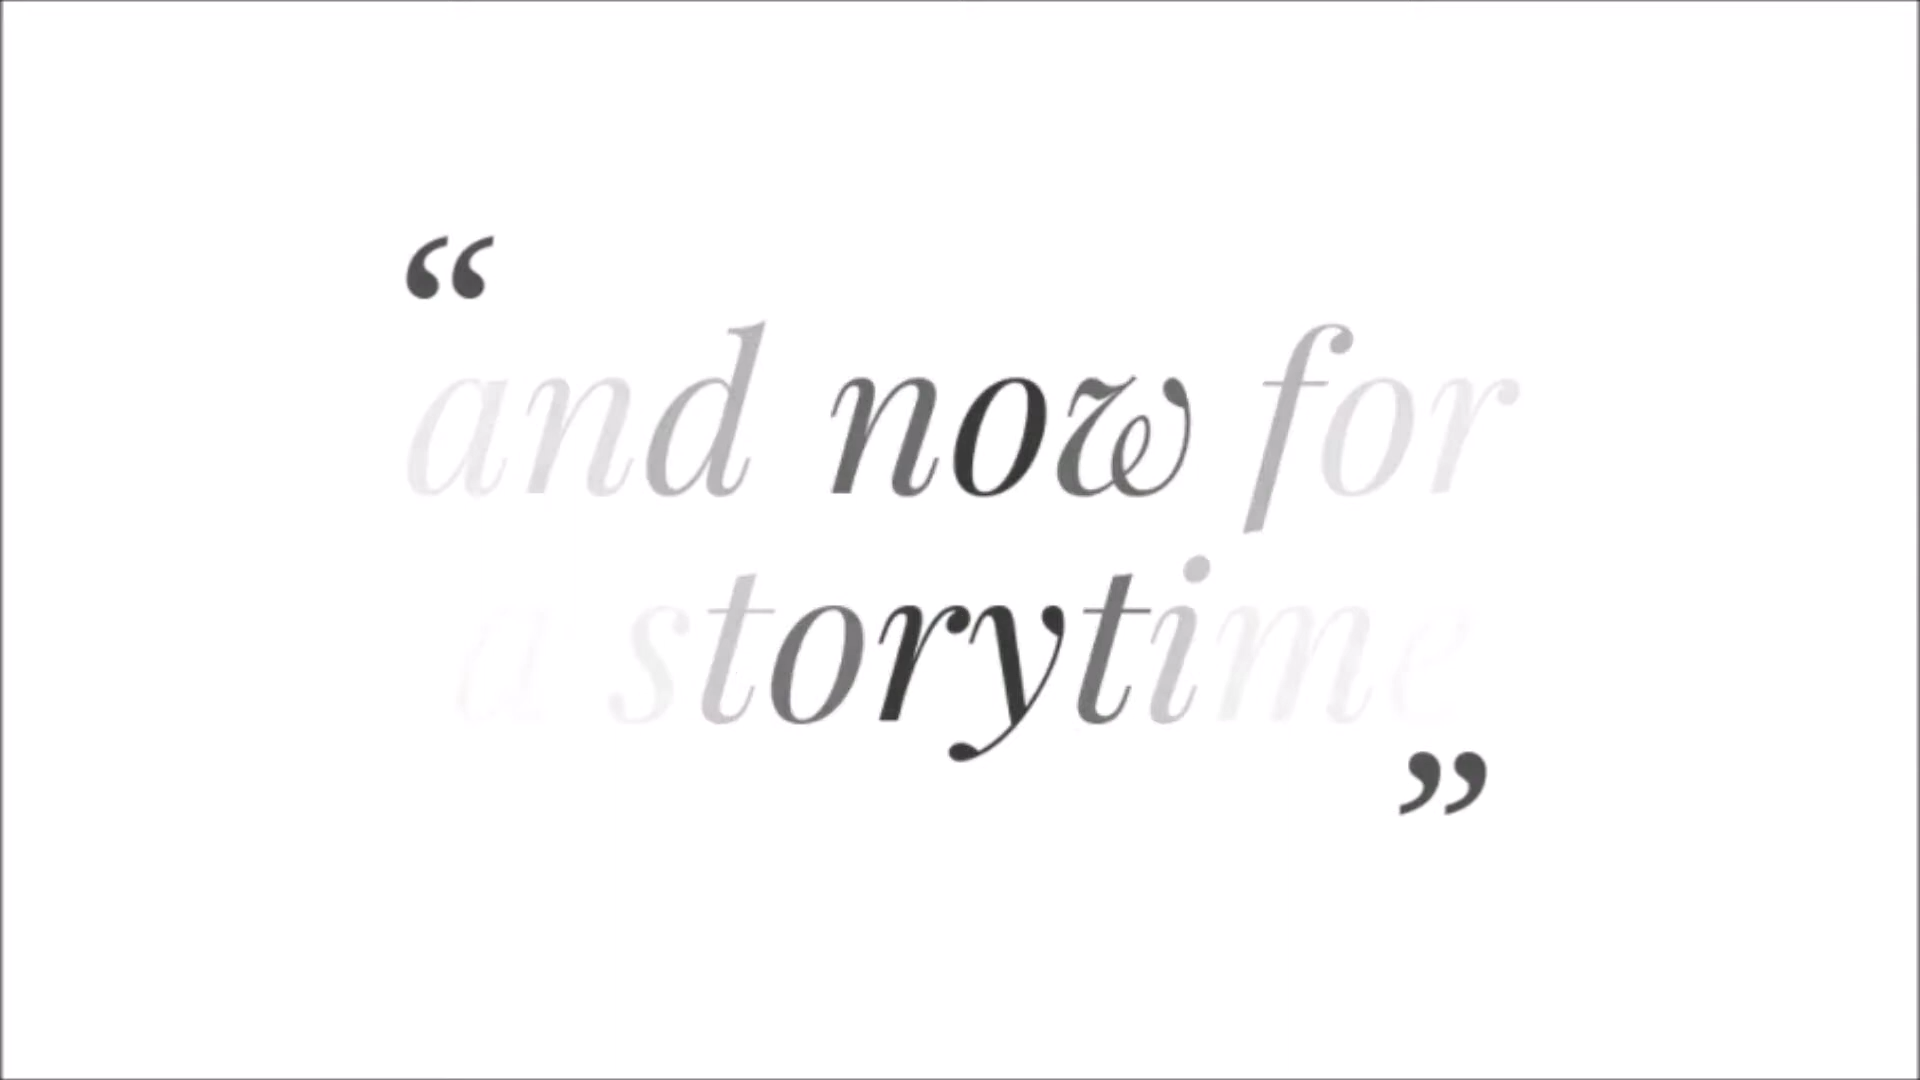 “
and now for
a storytime
”